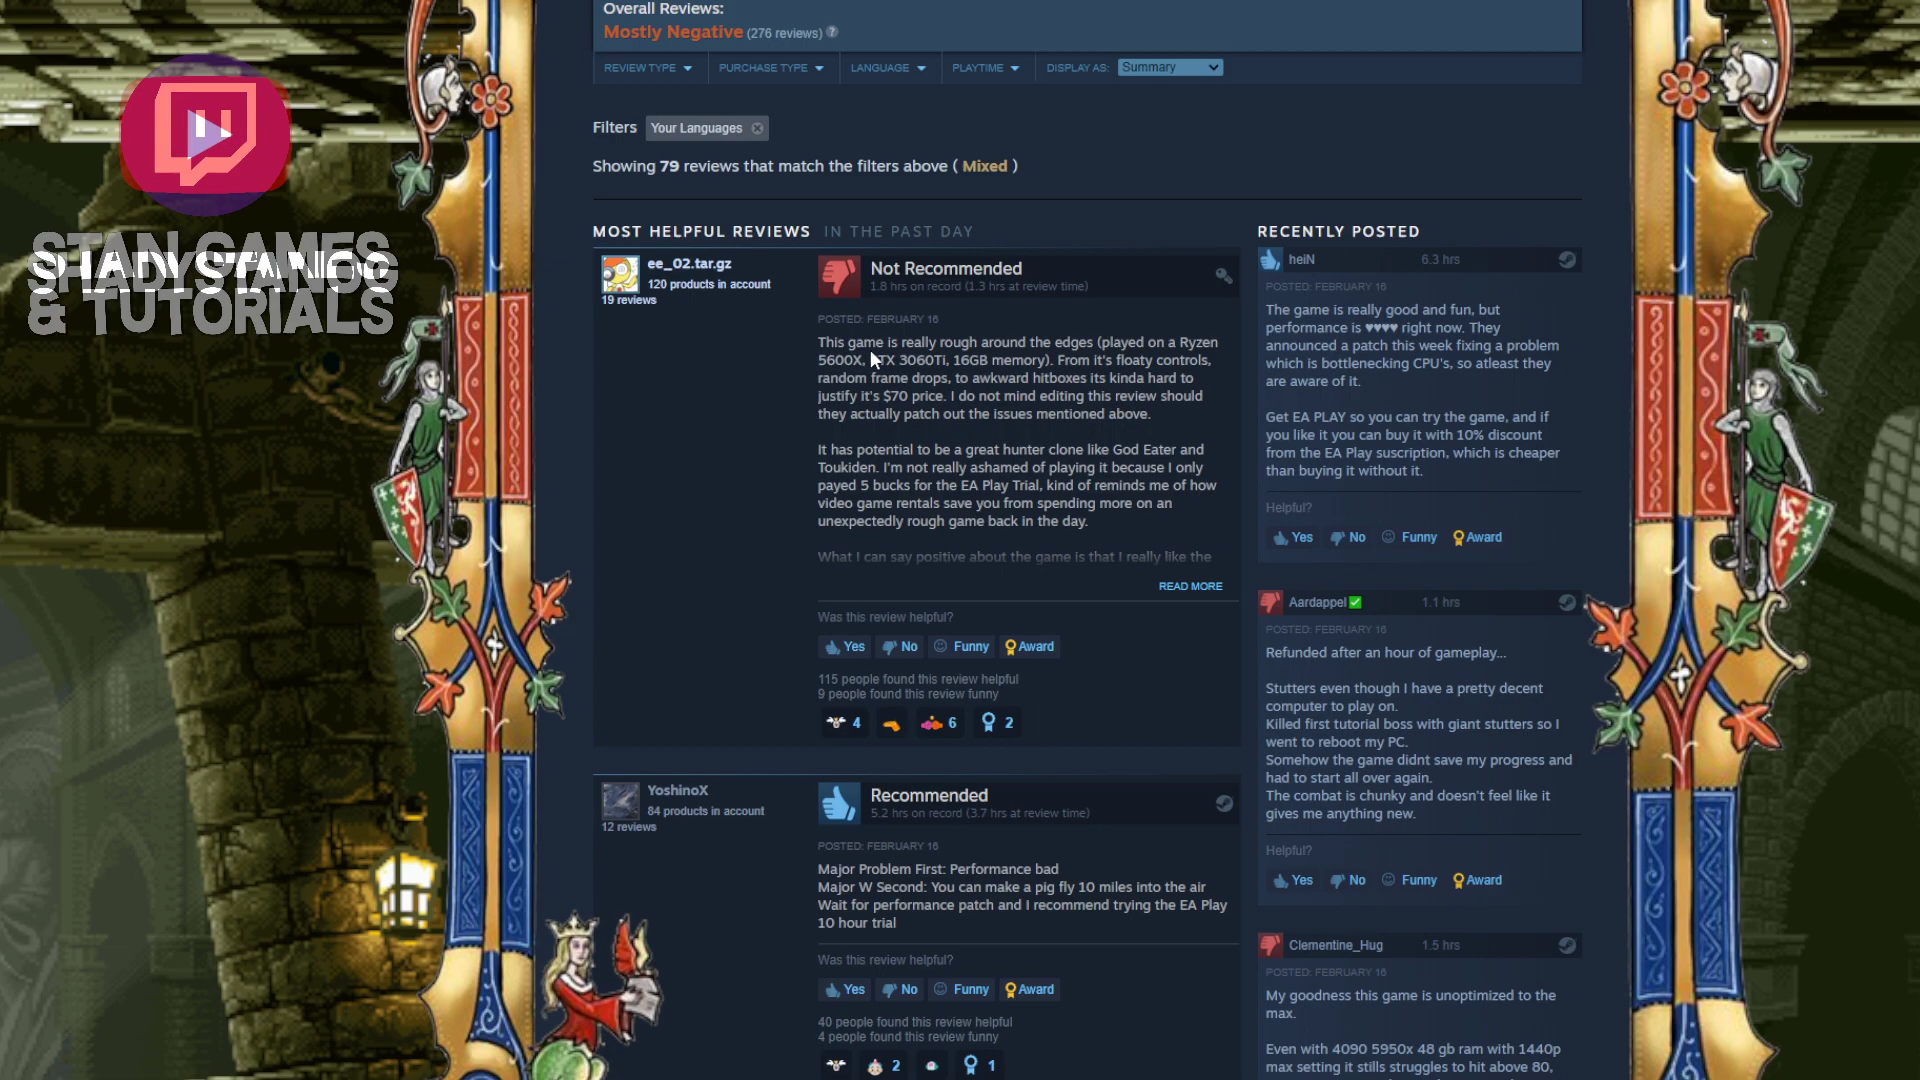 Overall Reviews:
Mostly Negative (276 reviews) ?
REVIEW TYPE PURCHASE TYPE LANGUAGE PLAYTIME DISPLAY AS: Summary
Filters Your Languages
Showing 79 reviews that match the filters above ( Mixed )
STAN GAMES
& TUTORIALS
MOST HELPFUL REVIEWS IN THE PAST DAY
ee_02.tar.gz
120 products in account
19 reviews
Not Recommended
1.8 hrs on record (1.3 hrs at review time)
POSTED: FEBRUARY 16
This game is really rough around the edges (played on a Ryzen
5600X, TX 3060Ti, 16GB memory). From it's floaty controls,
random frame drops, to awkward hitboxes its kinda hard to
justify it's $70 price. I do not mind editing this review should
they actually patch out the issues mentioned above.
It has potential to be a great hunter clone like God Eater and
Toukiden. I'm not really ashamed of playing it because I only
payed 5 bucks for the EA Play Trial, kind of reminds me of how
video game rentals save you from spending more on an
unexpectedly rough game back in the day.
What I can say positive about the game is that I really like the
READ MORE
Was this review helpful?
Yes No Funny Award
115 people found this review helpful
9 people found this review funny
4 6 2
YoshinoX
84 products in account
12 reviews
Recommended
5.2 hrs on record (3.7 hrs at review time)
POSTED: FEBRUARY 16
Major Problem First: Performance bad
Major W Second: You can make a pig fly 10 miles into the air
Wait for performance patch and I recommend trying the EA Play
10 hour trial
Was this review helpful?
Yes No Funny Award
40 people found this review helpful
4 people found this review funny
2 1
RECENTLY POSTED
heiN 6.3 hrs
POSTED: FEBRUARY 16
The game is really good and fun, but
performance is ♥♥♥♥ right now. They
announced a patch this week fixing a problem
which is bottlenecking CPU's, so atleast they
are aware of it.
Get EA PLAY so you can try the game, and if
you like it you can buy it with 10% discount
from the EA Play suscription, which is cheaper
than buying it without it.
Helpful?
Yes No Funny Award
Aardappel✅ 1.1 hrs
POSTED: FEBRUARY 16
Refunded after an hour of gameplay...
Stutters even though I have a pretty decent
computer to play on.
Killed first tutorial boss with giant stutters so I
went to reboot my PC.
Somehow the game didnt save my progress and
had to start all over again.
The combat is chunky and doesn't feel like it
gives me anything new.
Helpful?
Yes No Funny Award
Clementine_Hug 1.5 hrs
POSTED: FEBRUARY 16
My goodness this game is unoptimized to the
max.
Even with 4090 5950x 48 gb ram with 1440p
max setting it stills struggles to hit above 80,